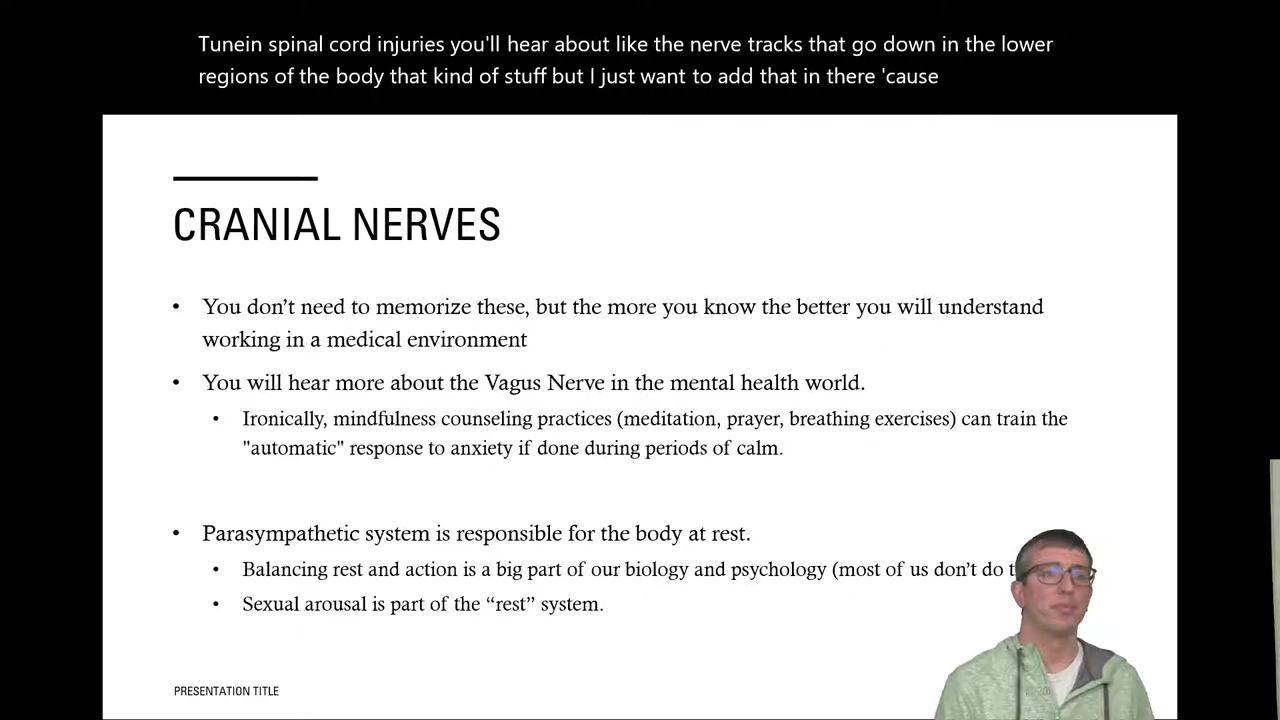 Tunein spinal cord injuries you'll hear about like the nerve tracks that go down in the lower
regions of the body that kind of stuff but I just want to add that in there 'cause
CRANIAL NERVES
• You don’t need to memorize these, but the more you know the better you will understand
working in a medical environment
• You will hear more about the Vagus Nerve in the mental health world.
• Ironically, mindfulness counseling practices (meditation, prayer, breathing exercises) can train the
"automatic" response to anxiety if done during periods of calm.
• Parasympathetic system is responsible for the body at rest.
• Balancing rest and action is a big part of our biology and psychology (most of us don’t do
• Sexual arousal is part of the “rest” system.
PRESENTATION TITLE